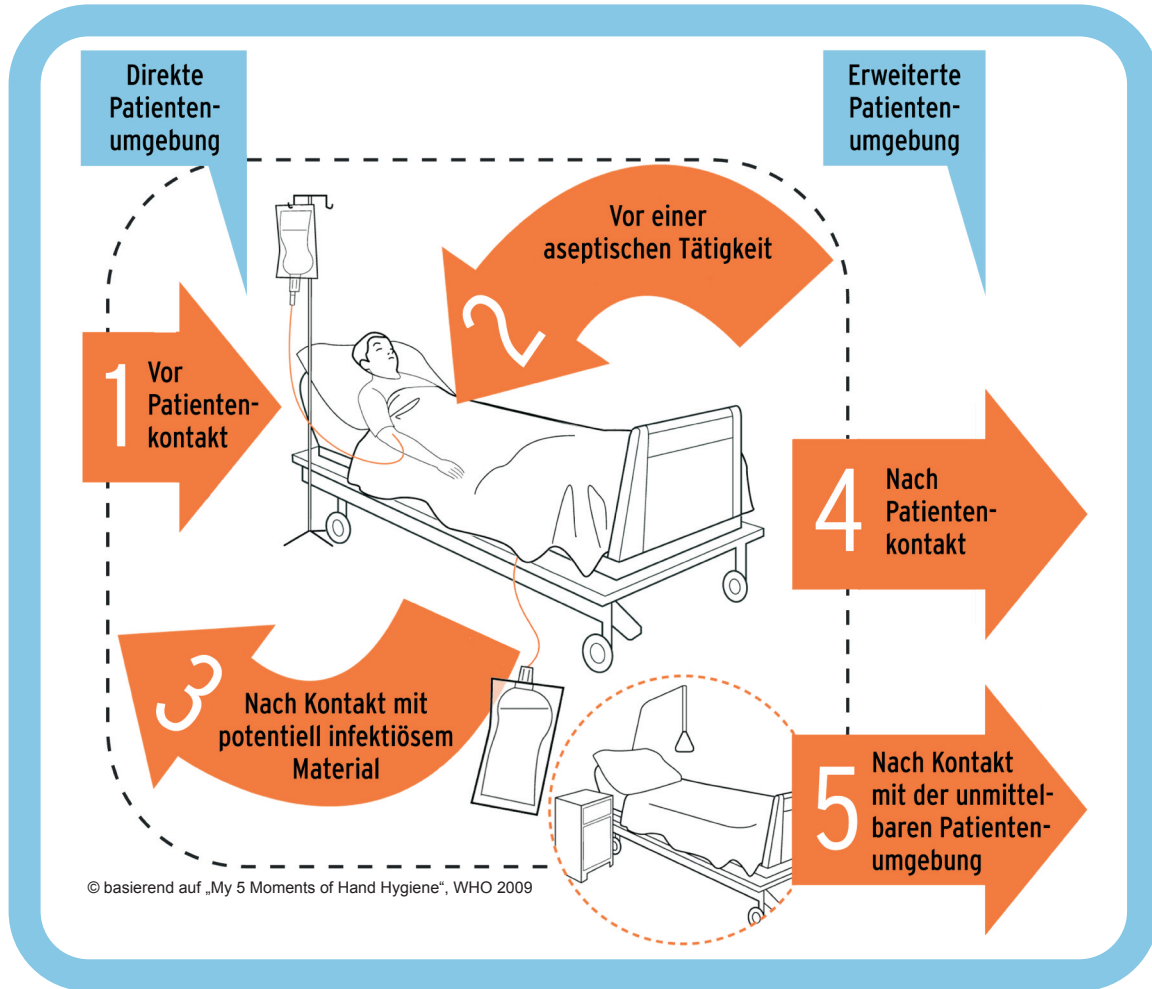 Direkte
Patienten-
umgebung
Erweiterte
Patienten-
umgebung
Vor einer
aseptischen Tätigkeit
2
1
Vor
Patienten-
kontakt
4
Nach
Patienten-
kontakt
3
Nach Kontakt mit
potentiell infektiösem
Material
5
Nach Kontakt
mit der unmittel-
baren Patienten-
umgebung
© basierend auf „My 5 Moments of Hand Hygiene“, WHO 2009